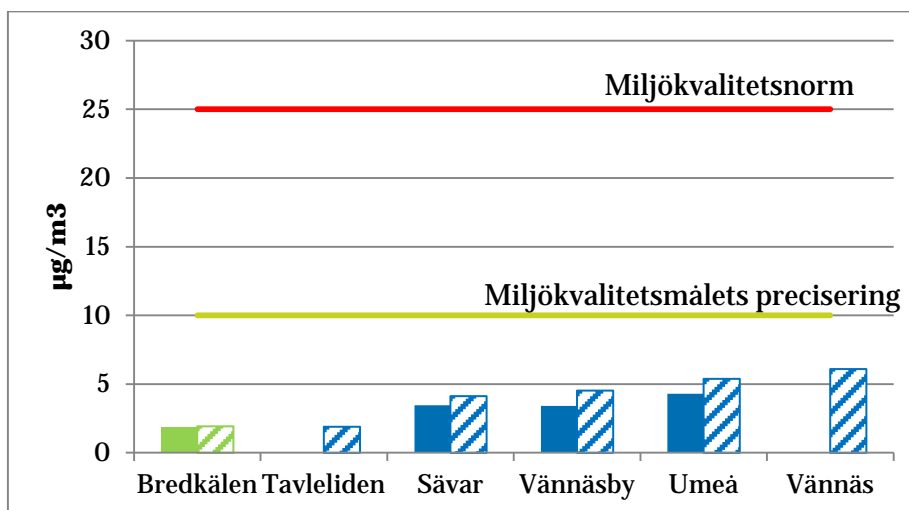 30
Miljökvalitetsnorm
25
20
µg/m3
15
Miljökvalitetsmålets precisering
10
5
0
Bredkälen Tavleliden Sävar Vännäsby Umeå Vännäs